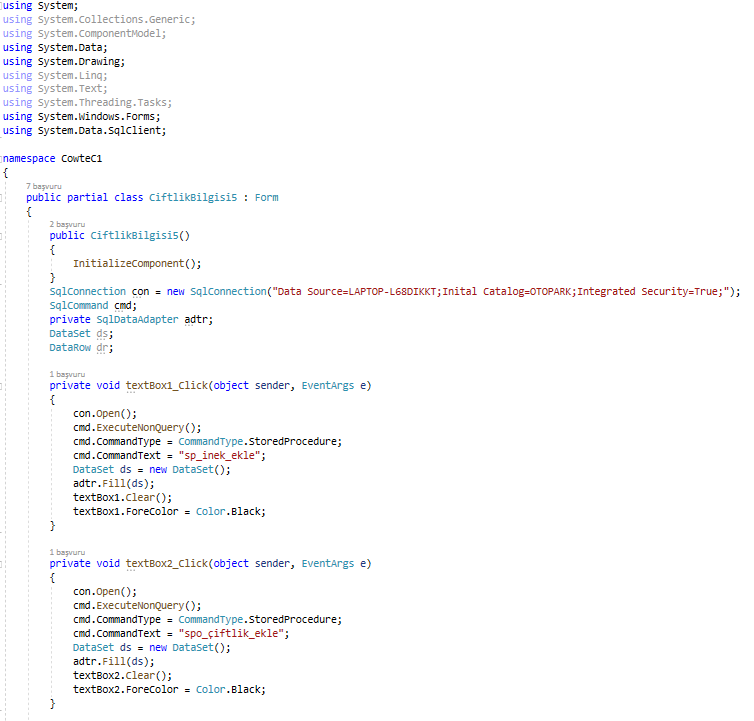 using System;
using System.Collections.Generic;
using System.ComponentModel;
using System.Data;
using System.Drawing;
using System.Linq;
using System.Text;
using System.Threading.Tasks;
using System.Windows.Forms;
using System.Data.SqlClient;
namespace CowteC1
{
7 başvuru
public partial class CiftlikBilgisi5 : Form
{
2 başvuru
public CiftlikBilgisi5()
{
InitializeComponent();
}
SqlConnection con = new SqlConnection("Data Source=LAPTOP-L68DIKKT;Inital Catalog=OTOPARK;Integrated Security=True;");
SqlCommand cmd;
private SqlDataAdapter adtr;
DataSet ds;
DataRow dr;
1 başvuru
private void textBox1_Click(object sender, EventArgs e)
{
con.Open();
cmd.ExecuteNonQuery();
cmd.CommandType = CommandType.StoredProcedure;
cmd.CommandText = "sp_inek_ekle";
DataSet ds = new DataSet();
adtr.Fill(ds);
textBox1.Clear();
textBox1.ForeColor = Color.Black;
}
1 başvuru
private void textBox2_Click(object sender, EventArgs e)
{
con.Open();
cmd.ExecuteNonQuery();
cmd.CommandType = CommandType.StoredProcedure;
cmd.CommandText = "spo_çiftlik_ekle";
DataSet ds = new DataSet();
adtr.Fill(ds);
textBox2.Clear();
textBox2.ForeColor = Color.Black;
}